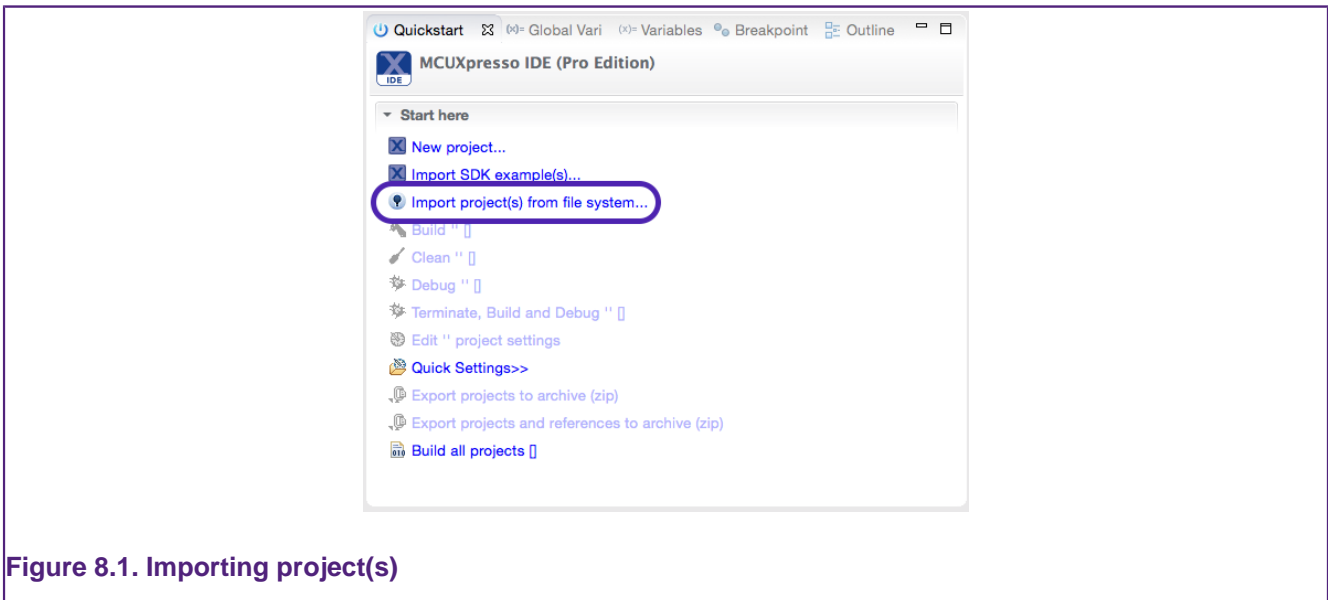 Quickstart (x)= Global Vari (x)= Variables Breakpoint Outline
IDE
MCUXpresso IDE (Pro Edition)
Start here
New project...
Import SDK example(s)...
Import project(s) from file system...
Build '' []
Clean '' []
Debug '' []
Terminate, Build and Debug '' []
Edit '' project settings
Quick Settings>>
Export projects to archive (zip)
Export projects and references to archive (zip)
010 Build all projects []
Figure 8.1. Importing project(s)